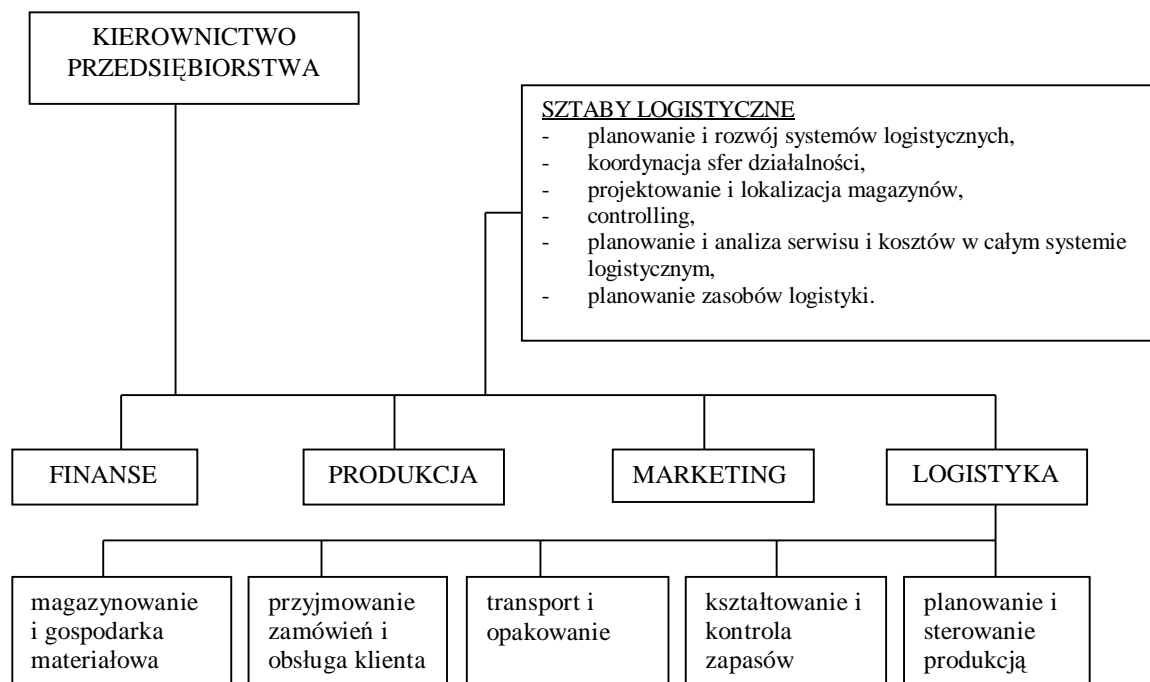 KIEROWNICTWO
PRZEDSIĘBIORSTWA
SZTABY LOGISTYCZNE
- planowanie i rozwój systemów logistycznych,
- koordynacja sfer działalności,
- projektowanie i lokalizacja magazynów,
- controlling,
- planowanie i analiza serwisu i kosztów w całym systemie
logistycznym,
- planowanie zasobów logistyki.
FINANSE
PRODUKCJA
MARKETING
LOGISTYKA
magazynowanie
i gospodarka
materiałowa
przyjmowanie
zamówień i
obsługa klienta
transport i
opakowanie
kształtowanie i
kontrola
zapasów
planowanie i
sterowanie
produkcją